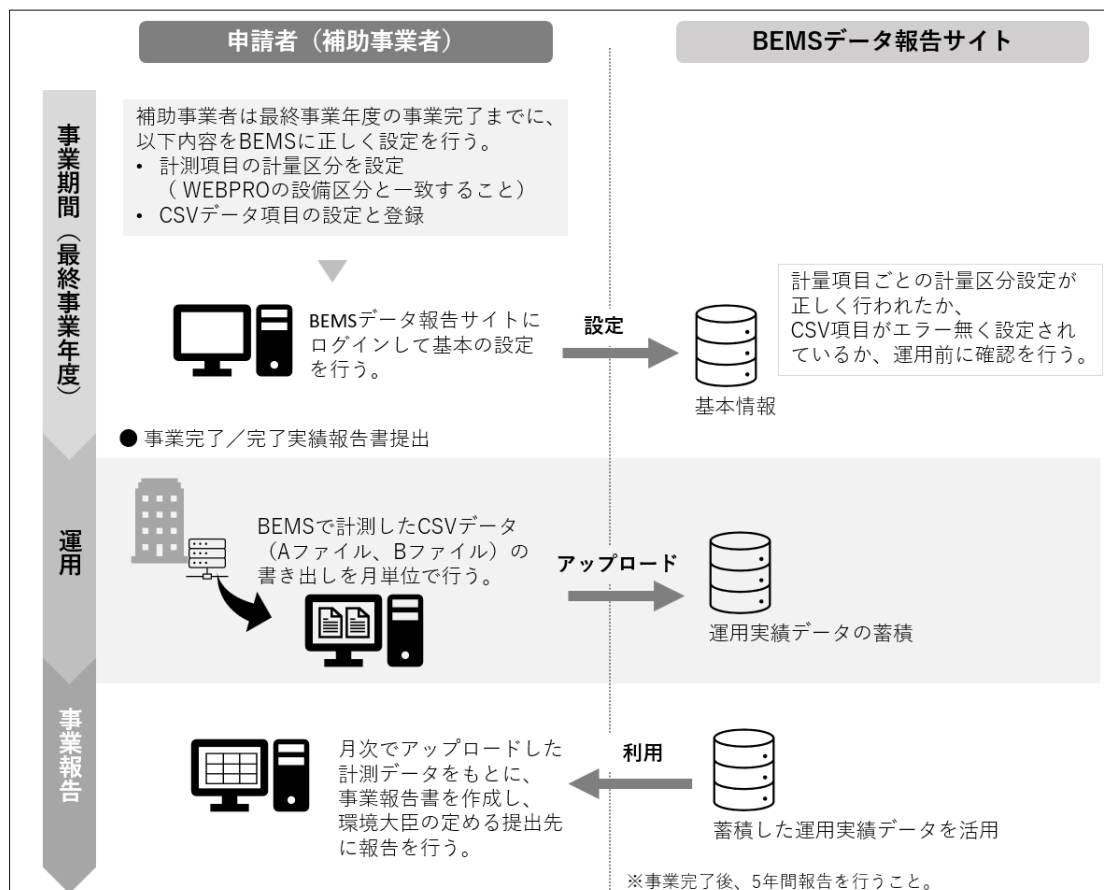 申請者（補助事業者）
BEMSデータ報告サイト
事業期間（最終事業年度）
補助事業者は最終事業年度の事業完了までに、
以下内容をBEMSに正しく設定を行う。
• 計測項目の計量区分を設定
（ WEBPROの設備区分と一致すること）
• CSVデータ項目の設定と登録
BEMSデータ報告サイトに
ログインして基本の設定
を行う。
設定
計量項目ごとの計量区分設定が
正しく行われたか、
CSV項目がエラー無く設定され
ているか、運用前に確認を行う。
基本情報
● 事業完了／完了実績報告書提出
運用
BEMSで計測したCSVデータ
（Aファイル、Bファイル）の
書き出しを月単位で行う。
アップロード
運用実績データの蓄積
事業報告
月次でアップロードした
計測データをもとに、
事業報告書を作成し、
環境大臣の定める提出先
に報告を行う。
利用
蓄積した運用実績データを活用
※事業完了後、5年間報告を行うこと。